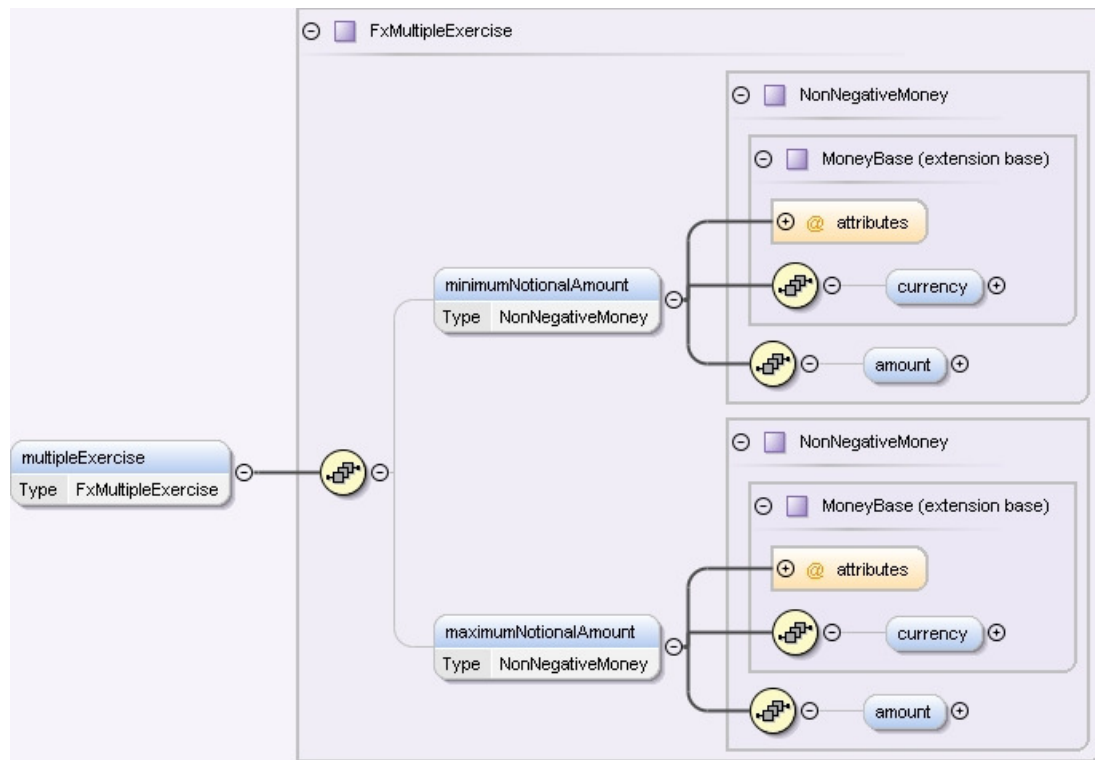 FxMultipleExercise
NonNegativeMoney
MoneyBase (extension base)
@ attributes
currency
amount
minimumNotionalAmount
Type NonNegativeMoney
multipleExercise
Type FxMultipleExercise
NonNegativeMoney
MoneyBase (extension base)
@ attributes
currency
amount
maximumNotionalAmount
Type NonNegativeMoney